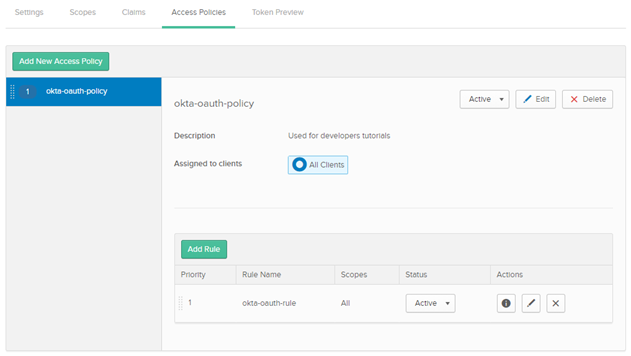 Settings Scopes Claims Access Policies Token Preview
Add New Access Policy
1 okta-oauth-policy
okta-oauth-policy
Active Edit Delete
Description Used for developers tutorials
Assigned to clients All Clients
Add Rule
Priority Rule Name Scopes Status Actions
1 okta-oauth-rule All Active